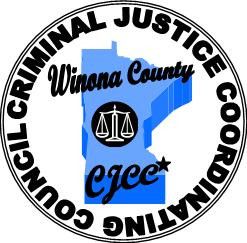 CRIMINAL JUSTICE COORDINATING COUNCIL
Winona County
CJCC